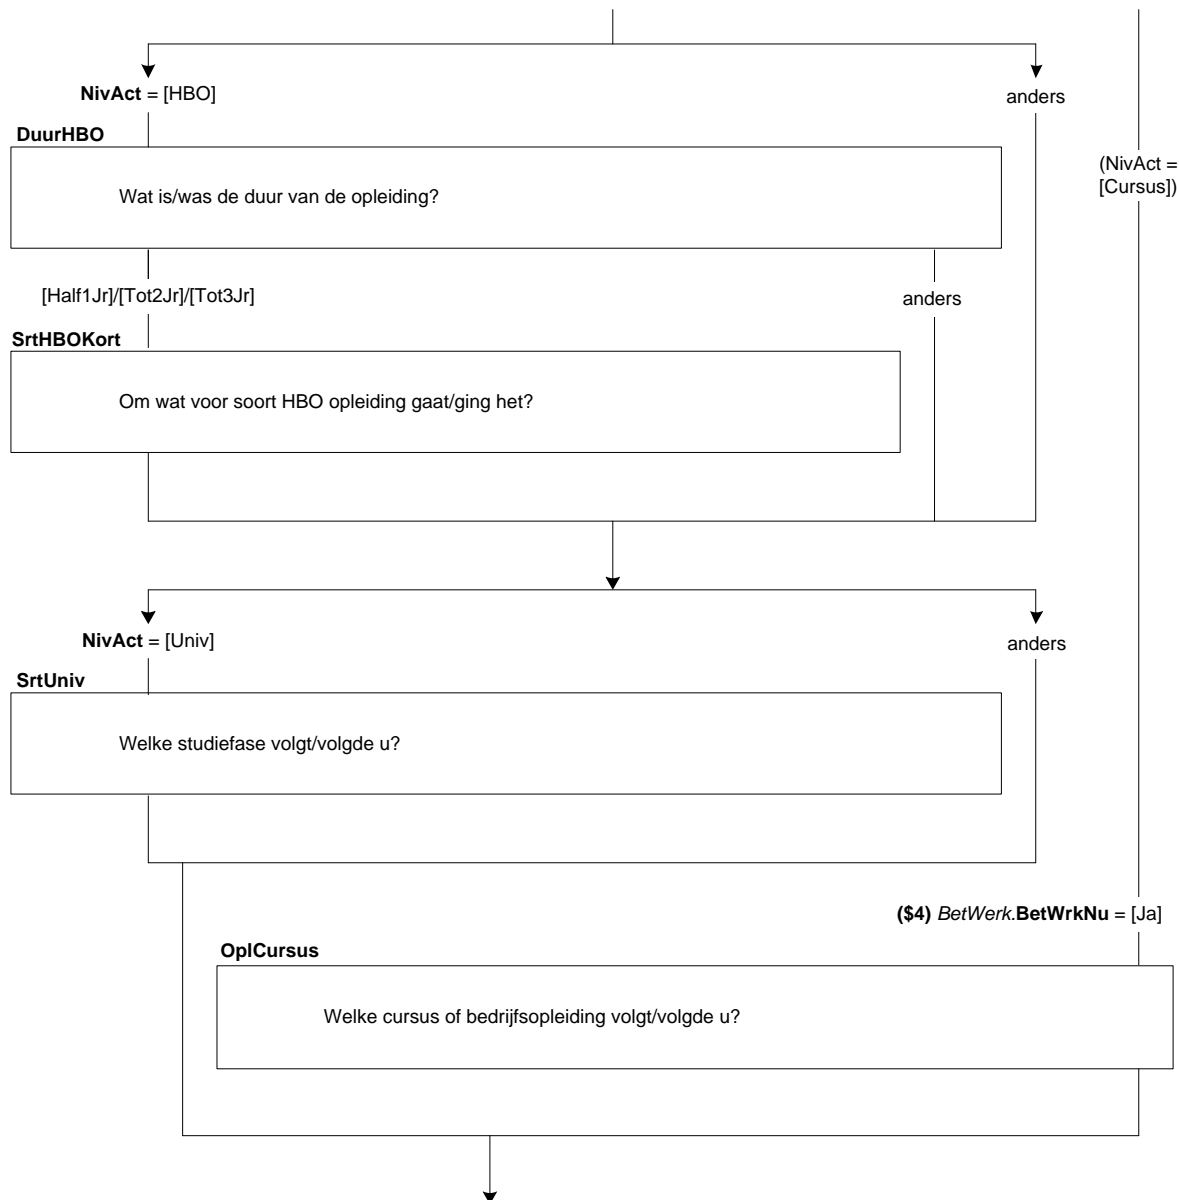 NivAct = [HBO]
anders
DuurHBO
(NivAct =
[Cursus])
Wat is/was de duur van de opleiding?
[Half1Jr]/[Tot2Jr]/[Tot3Jr]
anders
SrtHBOKort
Om wat voor soort HBO opleiding gaat/ging het?
NivAct = [Univ]
anders
SrtUniv
Welke studiefase volgt/volgde u?
($4) BetWerk.BetWrkNu = [Ja]
OplCursus
Welke cursus of bedrijfsopleiding volgt/volgde u?